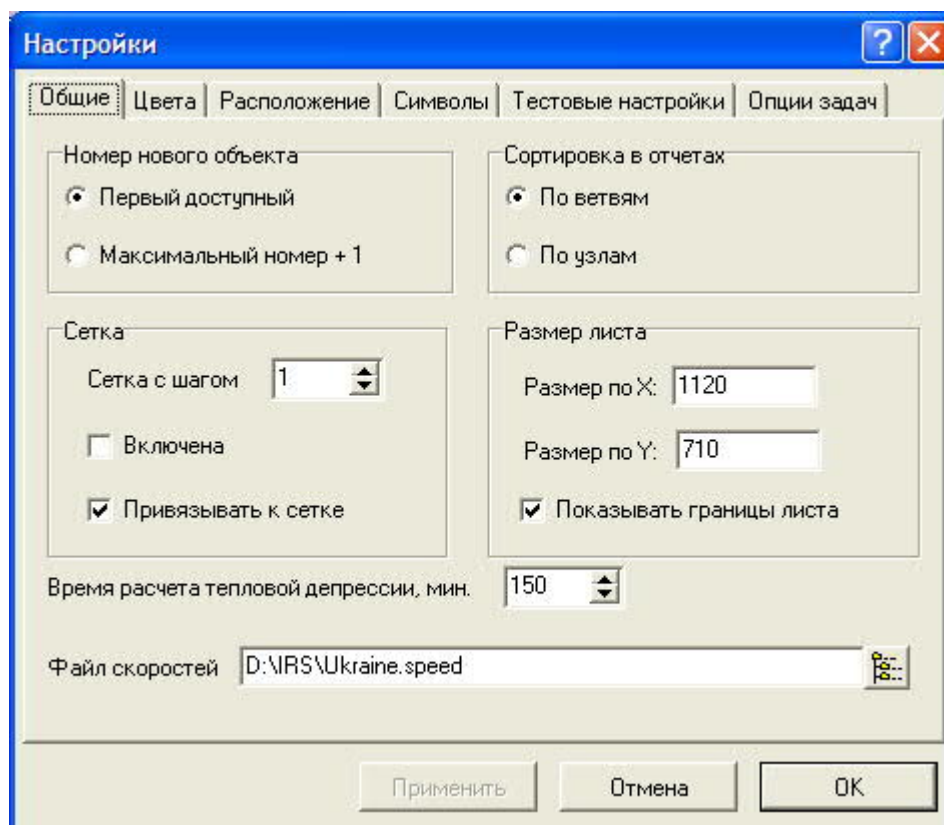 Настройки
Общие Цвета Расположение Символы Тестовые настройки Опции задач
Номер нового объекта
Первый доступный
Максимальный номер + 1
Сортировка в отчетах
По ветвям
По узлам
Сетка
Сетка с шагом 1
Включена
Привязывать к сетке
Размер листа
Размер по X: 1120
Размер по Y: 710
Показывать границы листа
Время расчета тепловой депрессии, мин. 150
Файл скоростей D:\IRS\Ukraine.speed
Применить Отмена OK